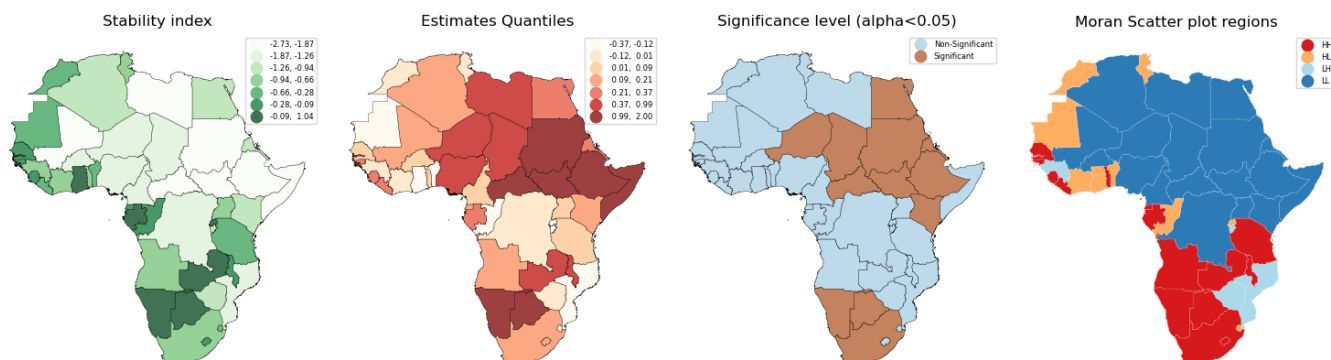 Stability index
-2.73, -1.87
-1.87, -1.26
-1.26, -0.94
-0.94, -0.66
-0.66, -0.28
-0.28, -0.09
-0.09, 1.04
Estimates Quantiles
-0.37, -0.12
-0.12, 0.01
0.01, 0.09
0.09, 0.21
0.21, 0.37
0.37, 0.99
0.99, 2.00
Significance level (alpha<0.05)
Non-Significant
Significant
Moran Scatter plot regions
HH
HL
LH
LL